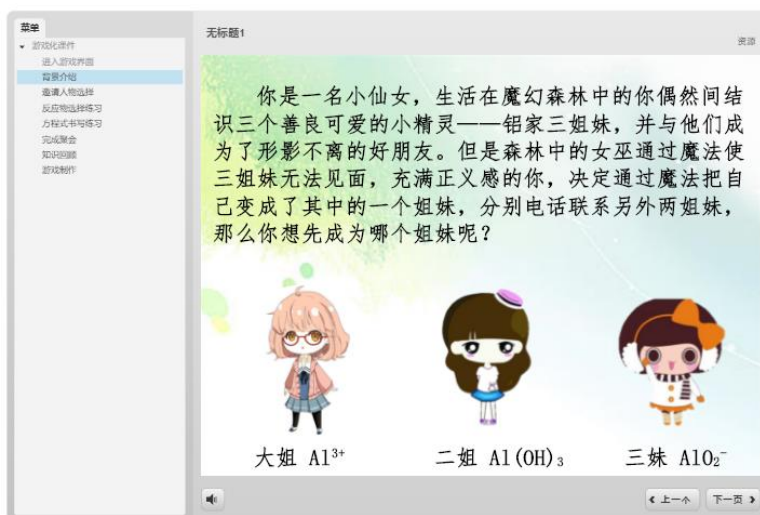 菜单
游戏化课件
进入游戏界面
背景介绍
邀请人物选择
反应物选择练习
方程式书写练习
完成聚会
知识回顾
游戏制作
无标题1
资源
你是一名小仙女，生活在魔幻森林中的你偶然间结
识三个善良可爱的小精灵——铝家三姐妹，并与他们成
为了形影不离的好朋友。但是森林中的女巫通过魔法使
三姐妹无法见面，充满正义感的你，决定通过魔法把自
己变成了其中的一个姐妹，分别电话联系另外两姐妹，
那么你想先成为哪个姐妹呢？
大姐 Al³⁺
二姐 Al(OH)₃
三妹 AlO₂⁻
上一个
下一页